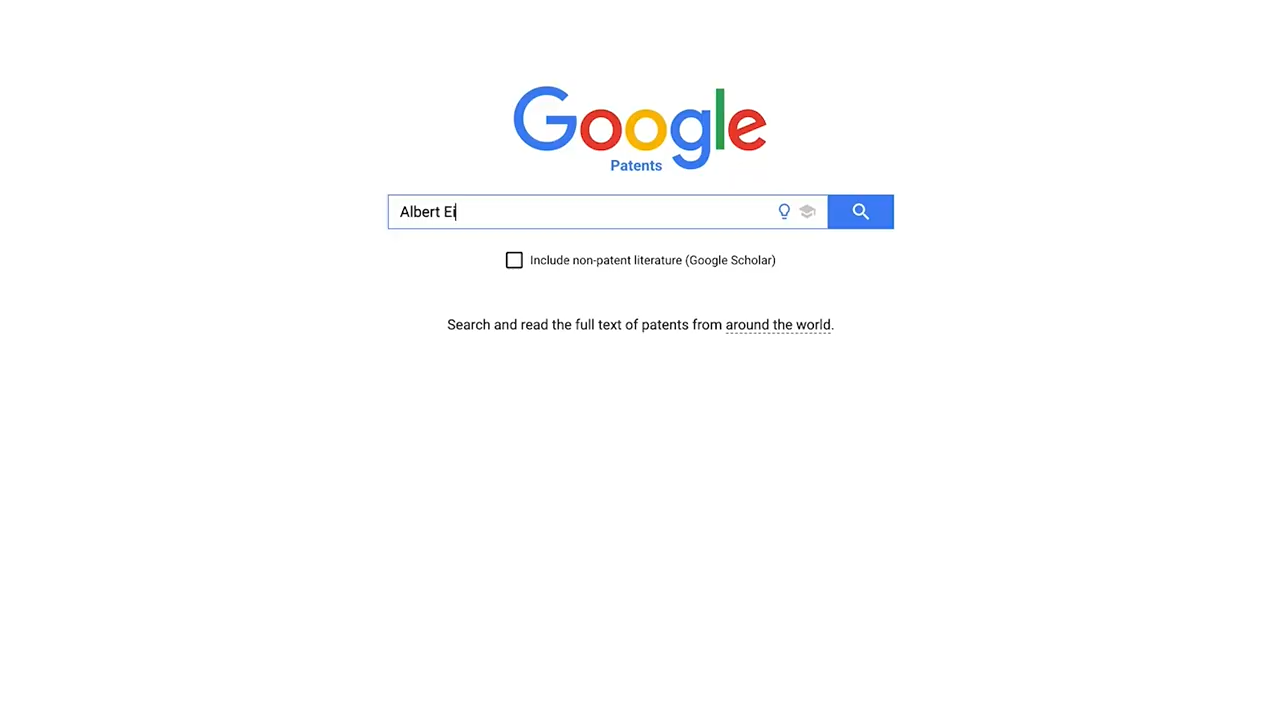 Google
Patents
Albert Ei
Include non-patent literature (Google Scholar)
Search and read the full text of patents from around the world.